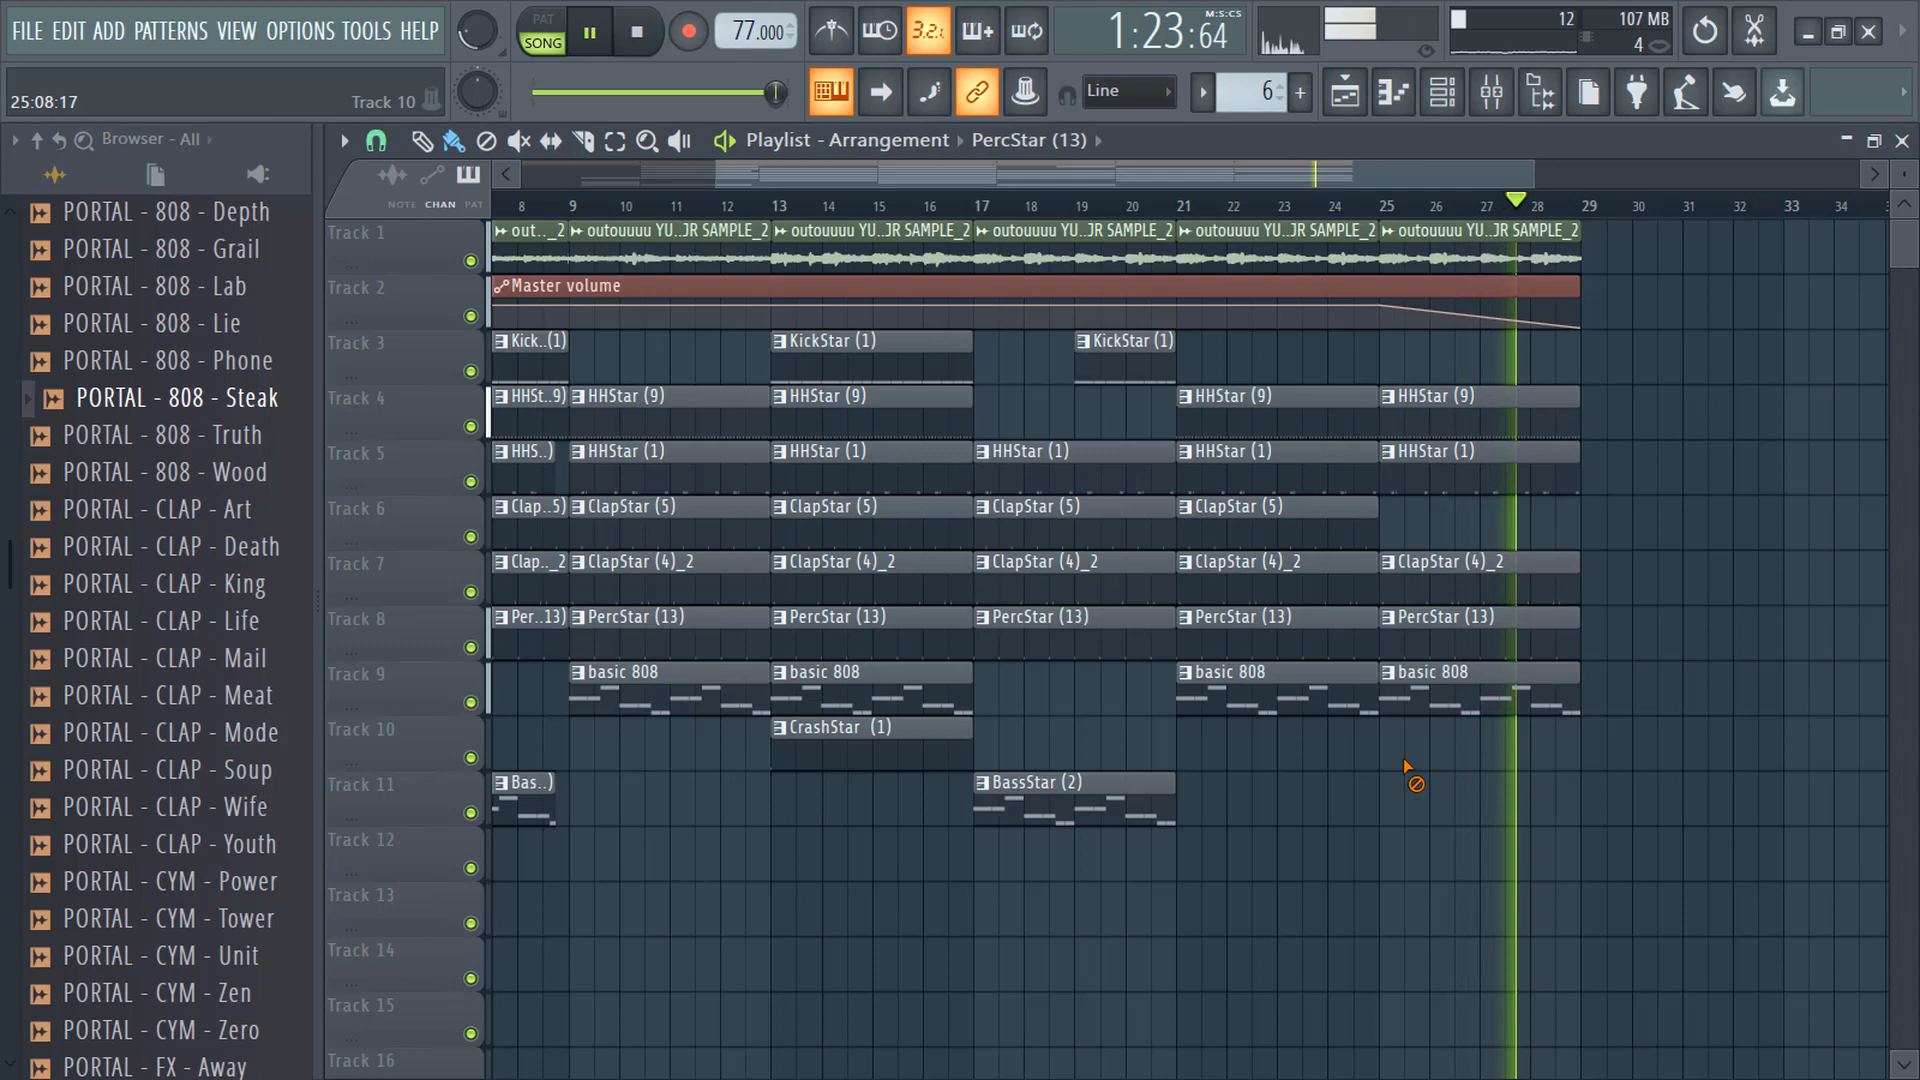 FILE EDIT ADD PATTERNS VIEW OPTIONS TOOLS HELP
PAT
SONG
77.000
3.2.
1:23:64
M:S:CS
12
107 MB
4
25:08:17
Track 10
Line
6
Browser - All
Playlist - Arrangement
PercStar (13)
NOTE CHAN PAT
8 9 10 11 12 13 14 15 16 17 18 19 20 21 22 23 24 25 26 27 28 29 30 31 32 33 34
PORTAL - 808 - Depth
PORTAL - 808 - Grail
PORTAL - 808 - Lab
PORTAL - 808 - Lie
PORTAL - 808 - Phone
PORTAL - 808 - Steak
PORTAL - 808 - Truth
PORTAL - 808 - Wood
PORTAL - CLAP - Art
PORTAL - CLAP - Death
PORTAL - CLAP - King
PORTAL - CLAP - Life
PORTAL - CLAP - Mail
PORTAL - CLAP - Meat
PORTAL - CLAP - Mode
PORTAL - CLAP - Soup
PORTAL - CLAP - Wife
PORTAL - CLAP - Youth
PORTAL - CYM - Power
PORTAL - CYM - Tower
PORTAL - CYM - Unit
PORTAL - CYM - Zen
PORTAL - CYM - Zero
PORTAL - FX - Away
Track 1
out.._2 outouuuu YU..JR SAMPLE_2 outouuuu YU..JR SAMPLE_2 outouuuu YU..JR SAMPLE_2 outouuuu YU..JR SAMPLE_2 outouuuu YU..JR SAMPLE_2
Track 2
Master volume
Track 3
Kick..(1) KickStar (1) KickStar (1)
Track 4
HHSt..9) HHStar (9) HHStar (9) HHStar (9) HHStar (9)
Track 5
HHS..) HHStar (1) HHStar (1) HHStar (1) HHStar (1) HHStar (1)
Track 6
Clap..5) ClapStar (5) ClapStar (5) ClapStar (5) ClapStar (5)
Track 7
Clap.._2 ClapStar (4)_2 ClapStar (4)_2 ClapStar (4)_2 ClapStar (4)_2 ClapStar (4)_2
Track 8
Per..13) PercStar (13) PercStar (13) PercStar (13) PercStar (13) PercStar (13)
Track 9
basic 808 basic 808 basic 808 basic 808
Track 10
CrashStar (1)
Track 11
Bas..) BassStar (2)
Track 12
Track 13
Track 14
Track 15
Track 16